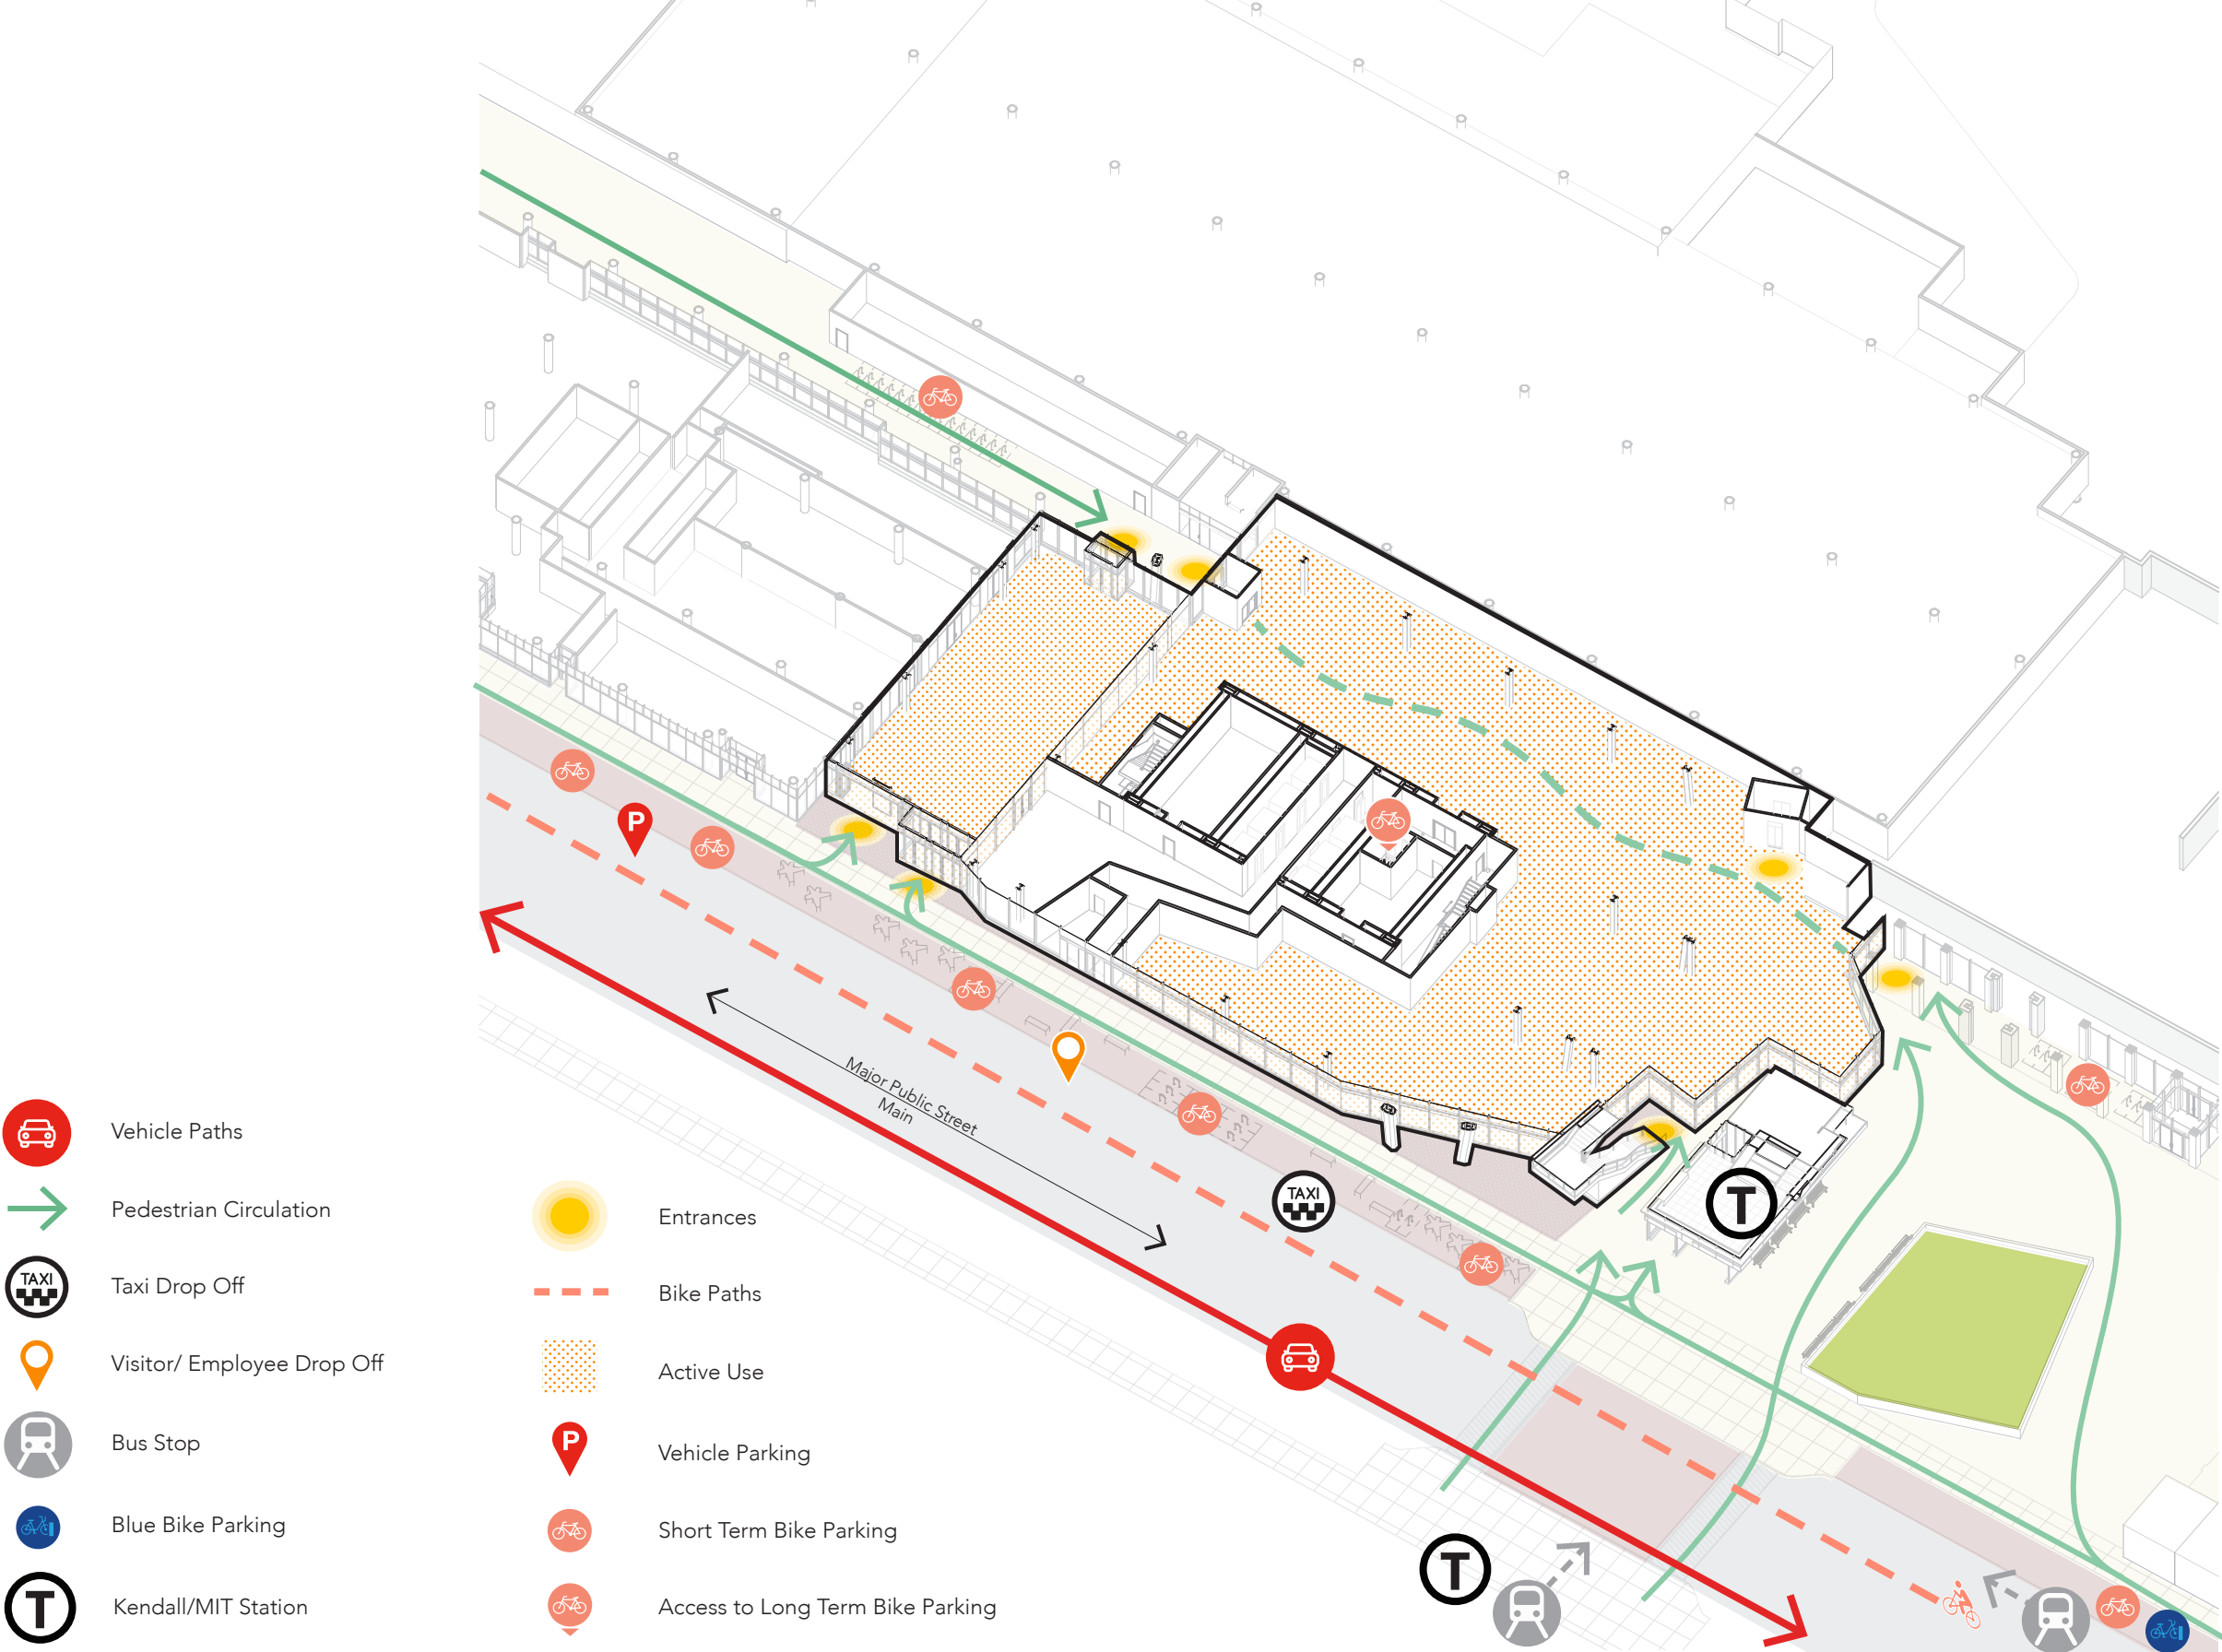 P
Major Public Street
Main
TAXI
T
T
Vehicle Paths
Pedestrian Circulation
TAXI
Taxi Drop Off
Visitor/ Employee Drop Off
Bus Stop
Blue Bike Parking
T
Kendall/MIT Station
Entrances
Bike Paths
Active Use
P
Vehicle Parking
Short Term Bike Parking
Access to Long Term Bike Parking